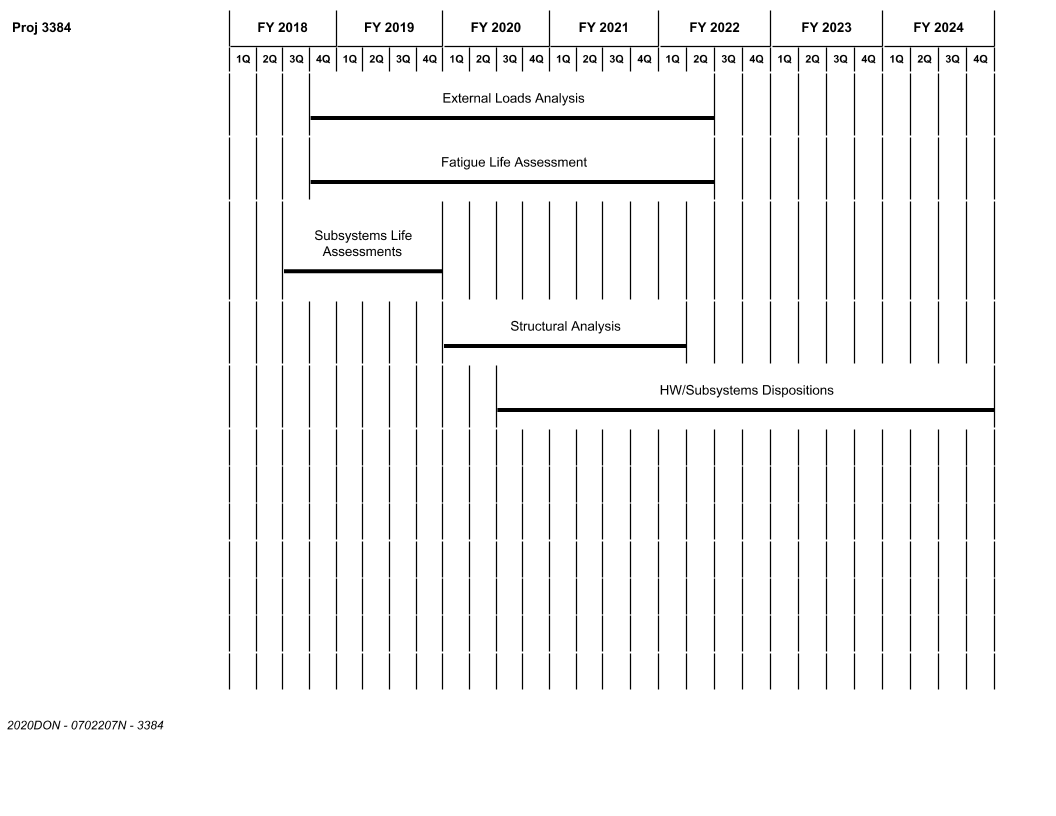 Proj 3384
FY 2018 FY 2019 FY 2020 FY 2021 FY 2022 FY 2023 FY 2024
1Q 2Q 3Q 4Q 1Q 2Q 3Q 4Q 1Q 2Q 3Q 4Q 1Q 2Q 3Q 4Q 1Q 2Q 3Q 4Q 1Q 2Q 3Q 4Q 1Q 2Q 3Q 4Q
External Loads Analysis
Fatigue Life Assessment
Subsystems Life
Assessments
Structural Analysis
HW/Subsystems Dispositions
2020DON - 0702207N - 3384